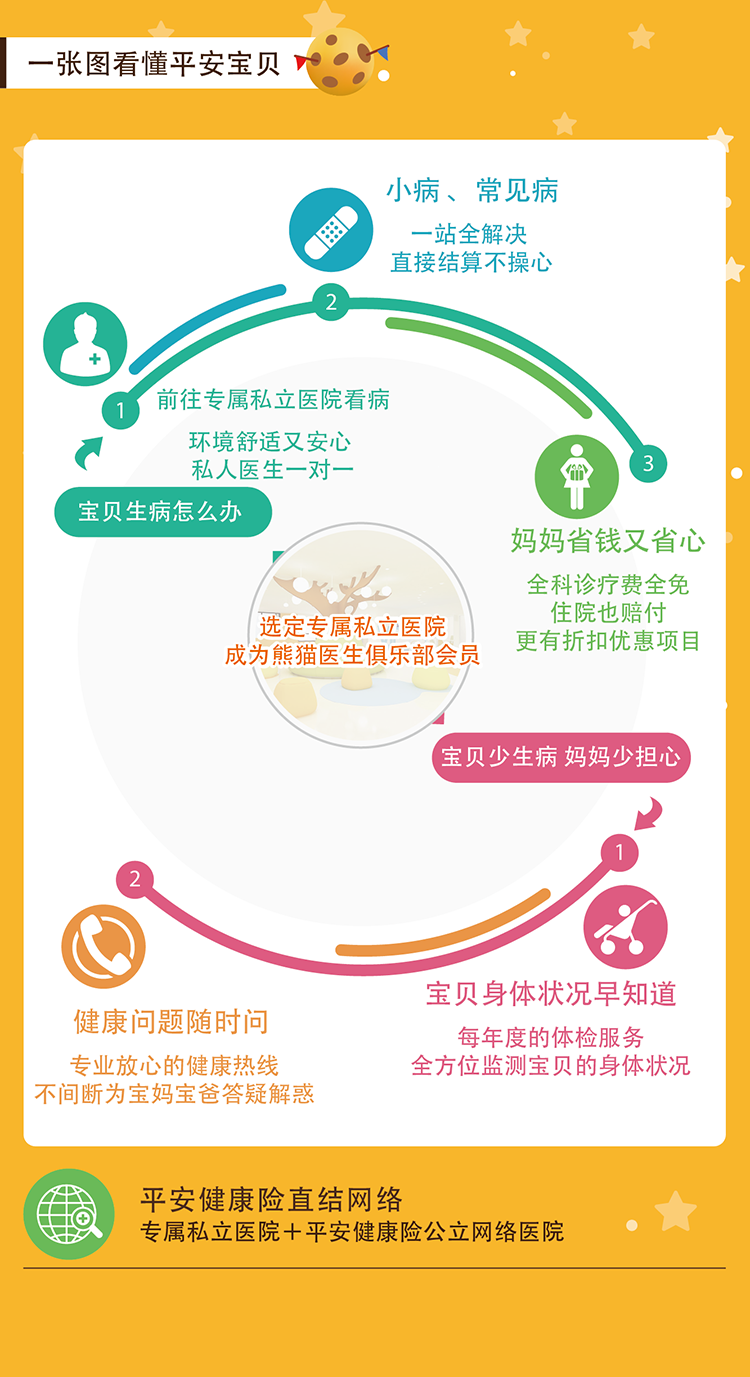 一张图看懂平安宝贝
小病、常见病
一站全解决
直接结算不操心
2
1
前往专属私立医院看病
环境舒适又安心
私人医生一对一
宝贝生病怎么办
3
妈妈省钱又省心
全科诊疗费全免
住院也赔付
更有折扣优惠项目
选定专属私立医院
成为熊猫医生俱乐部会员
宝贝少生病 妈妈少担心
1
宝贝身体状况早知道
每年度的体检服务
全方位监测宝贝的身体状况
2
健康问题随时问
专业放心的健康热线
不间断为宝妈宝爸答疑解惑
平安健康险直结网络
专属私立医院+平安健康险公立网络医院